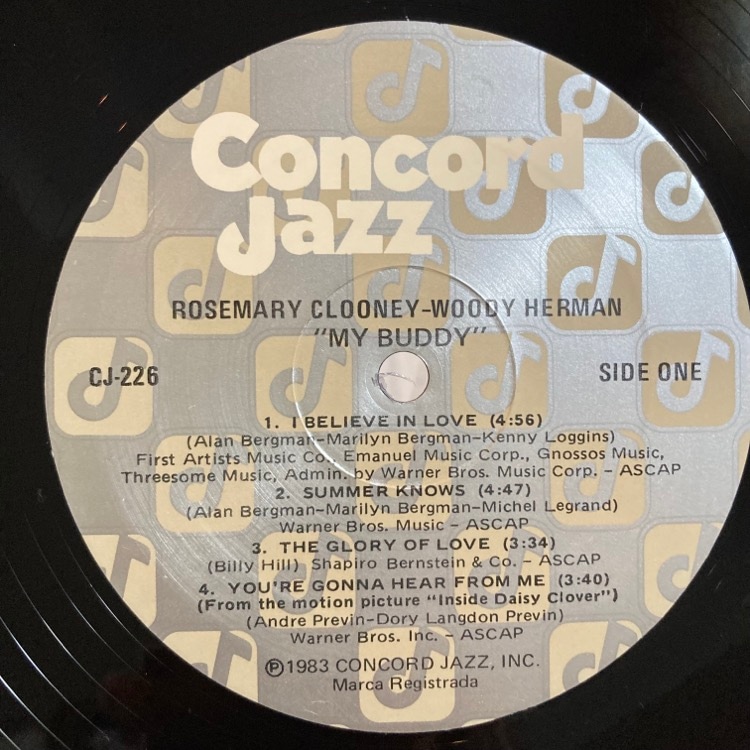 Concord
Jazz
ROSEMARY CLOONEY-WOODY HERMAN
"MY BUDDY"
CJ-226
SIDE ONE
1. I BELIEVE IN LOVE (4:56)
(Alan Bergman-Marilyn Bergman-Kenny Loggins)
First Artists Music Co. Emanuel Music Corp., Gnossos Music,
Threesome Music, Admin. by Warner Bros. Music Corp. - ASCAP
2. SUMMER KNOWS (4:47)
(Alan Bergman-Marilyn Bergman-Michel Legrand)
Warner Bros. Music - ASCAP
3. THE GLORY OF LOVE (3:34)
(Billy Hill) Shapiro Bernstein & Co. - ASCAP
4. YOU'RE GONNA HEAR FROM ME (3:40)
(From the motion picture "Inside Daisy Clover")
(Andre Previn-Dory Langdon Previn)
Warner Bros. Inc. - ASCAP
℗1983 CONCORD JAZZ, INC.
Marca Registrada